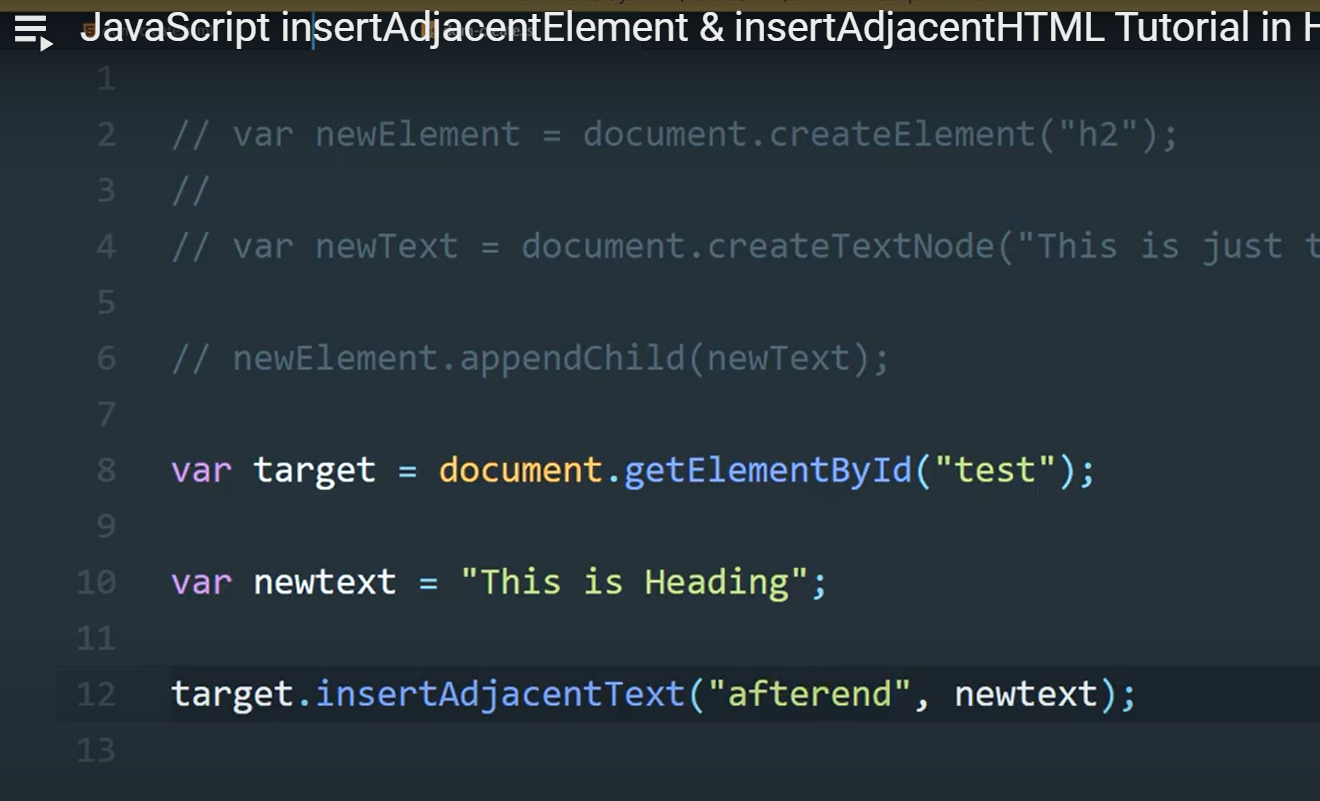 JavaScript insertAdjacentElement & insertAdjacentHTML Tutorial in H
1
2 // var newElement = document.createElement("h2");
3 //
4 // var newText = document.createTextNode("This is just t
5
6 // newElement.appendChild(newText);
7
8 var target = document.getElementById("test");
9
10 var newtext = "This is Heading";
11
12 target.insertAdjacentText("afterend", newtext);
13